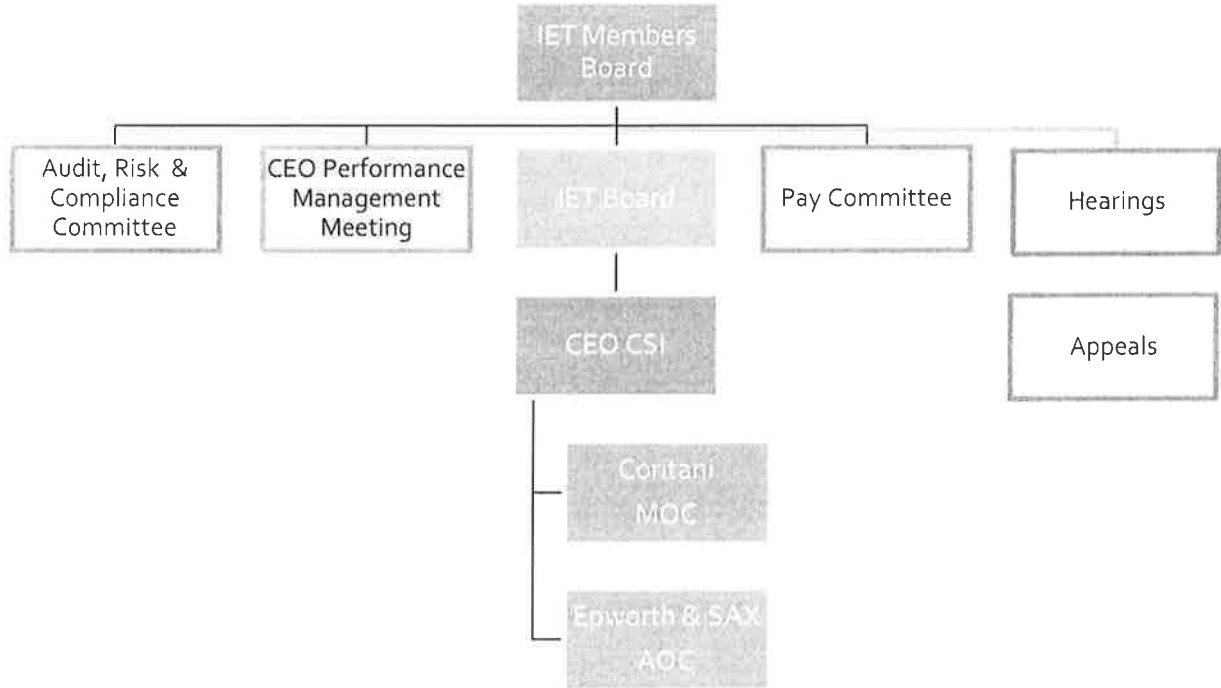 IET Members
Board
Audit, Risk &
Compliance
Committee
CEO Performance
Management
Meeting
IET Board
Pay Committee
Hearings
CEO CSI
Appeals
Coritani
MOC
Epworth & SAX
AOC